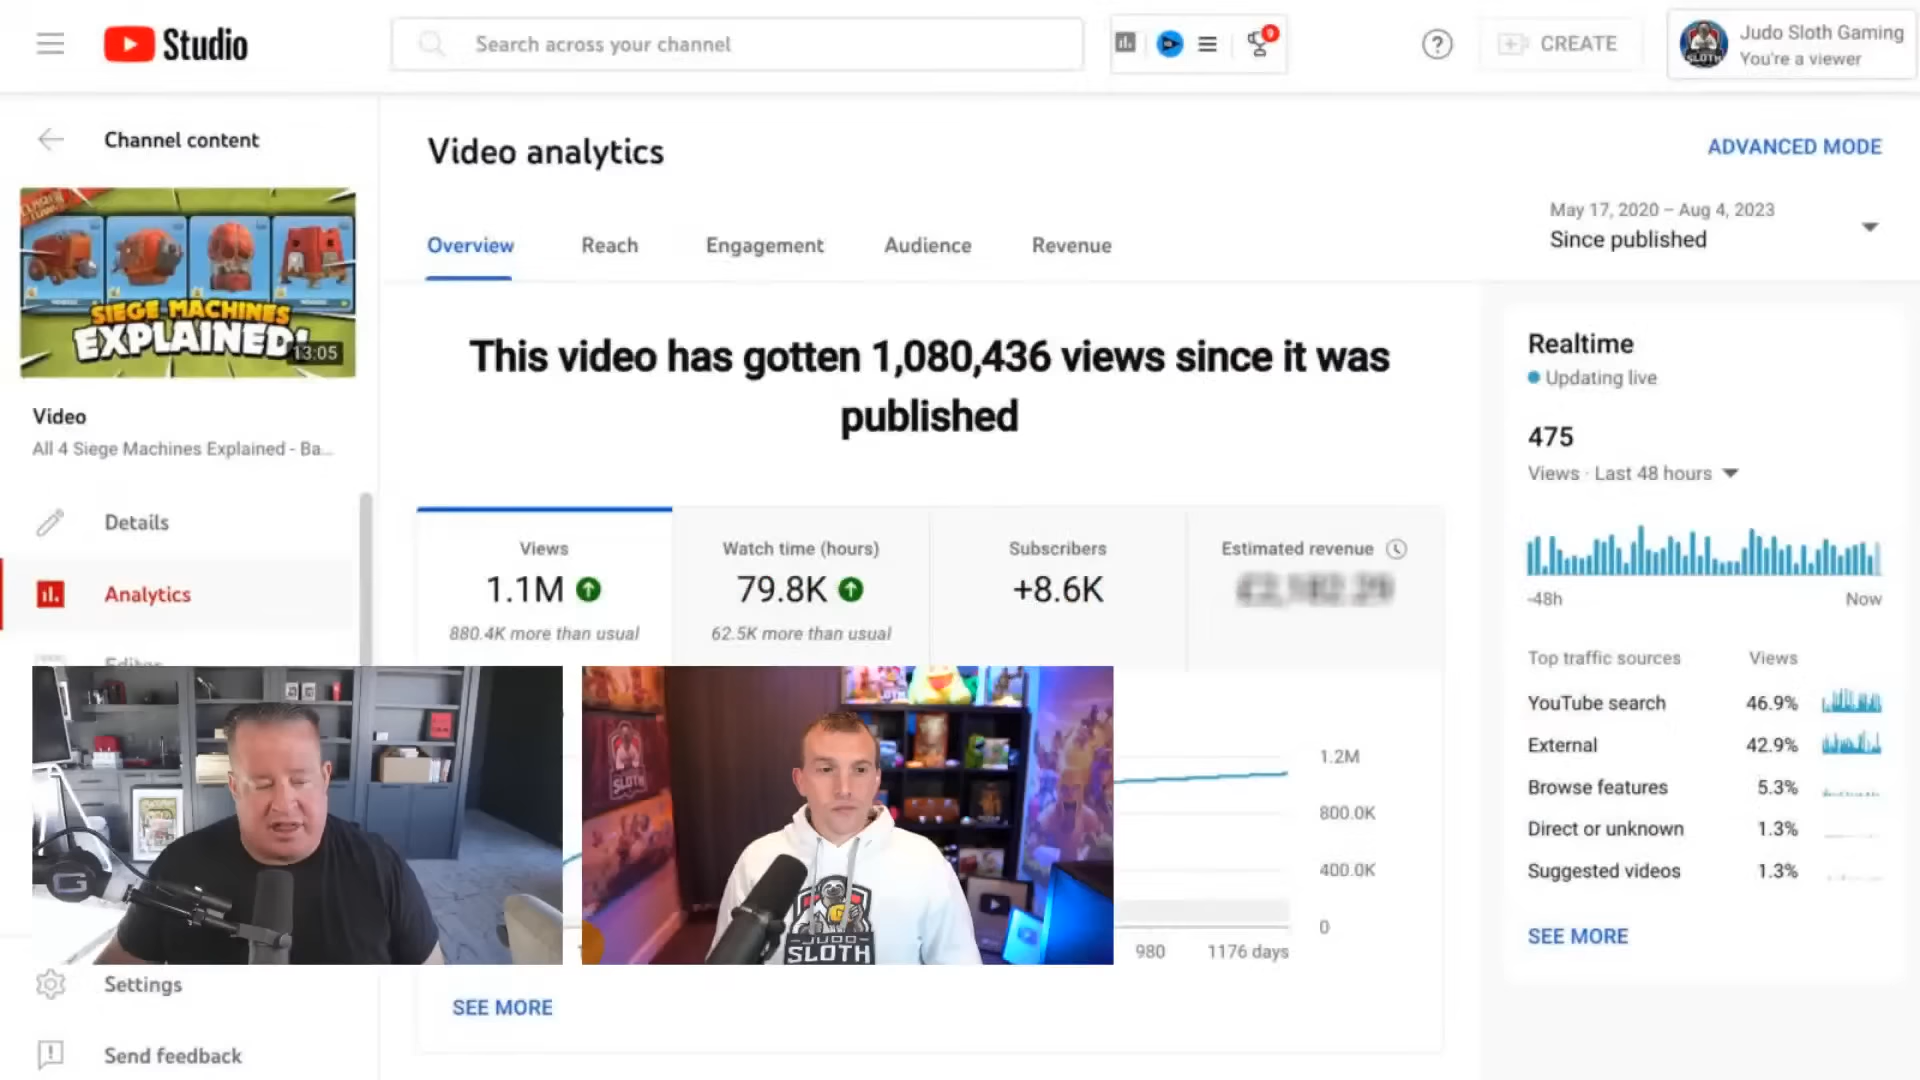 Studio
Search across your channel
9
CREATE
Judo Sloth Gaming
You're a viewer
Channel content
SIEGE MACHINES
EXPLAINED!
13:05
Video
All 4 Siege Machines Explained - Ba...
Details
Analytics
Editor
Settings
Send feedback
Video analytics
ADVANCED MODE
May 17, 2020 – Aug 4, 2023
Since published
Overview
Reach
Engagement
Audience
Revenue
This video has gotten 1,080,436 views since it was
published
Views
1.1M
880.4K more than usual
Watch time (hours)
79.8K
62.5K more than usual
Subscribers
+8.6K
Estimated revenue
1.2M
800.0K
400.0K
0
980
1176 days
SEE MORE
SLOTH
JUDO
SLOTH
Realtime
Updating live
475
Views · Last 48 hours
-48h
Now
Top traffic sources
Views
YouTube search
46.9%
External
42.9%
Browse features
5.3%
Direct or unknown
1.3%
Suggested videos
1.3%
SEE MORE